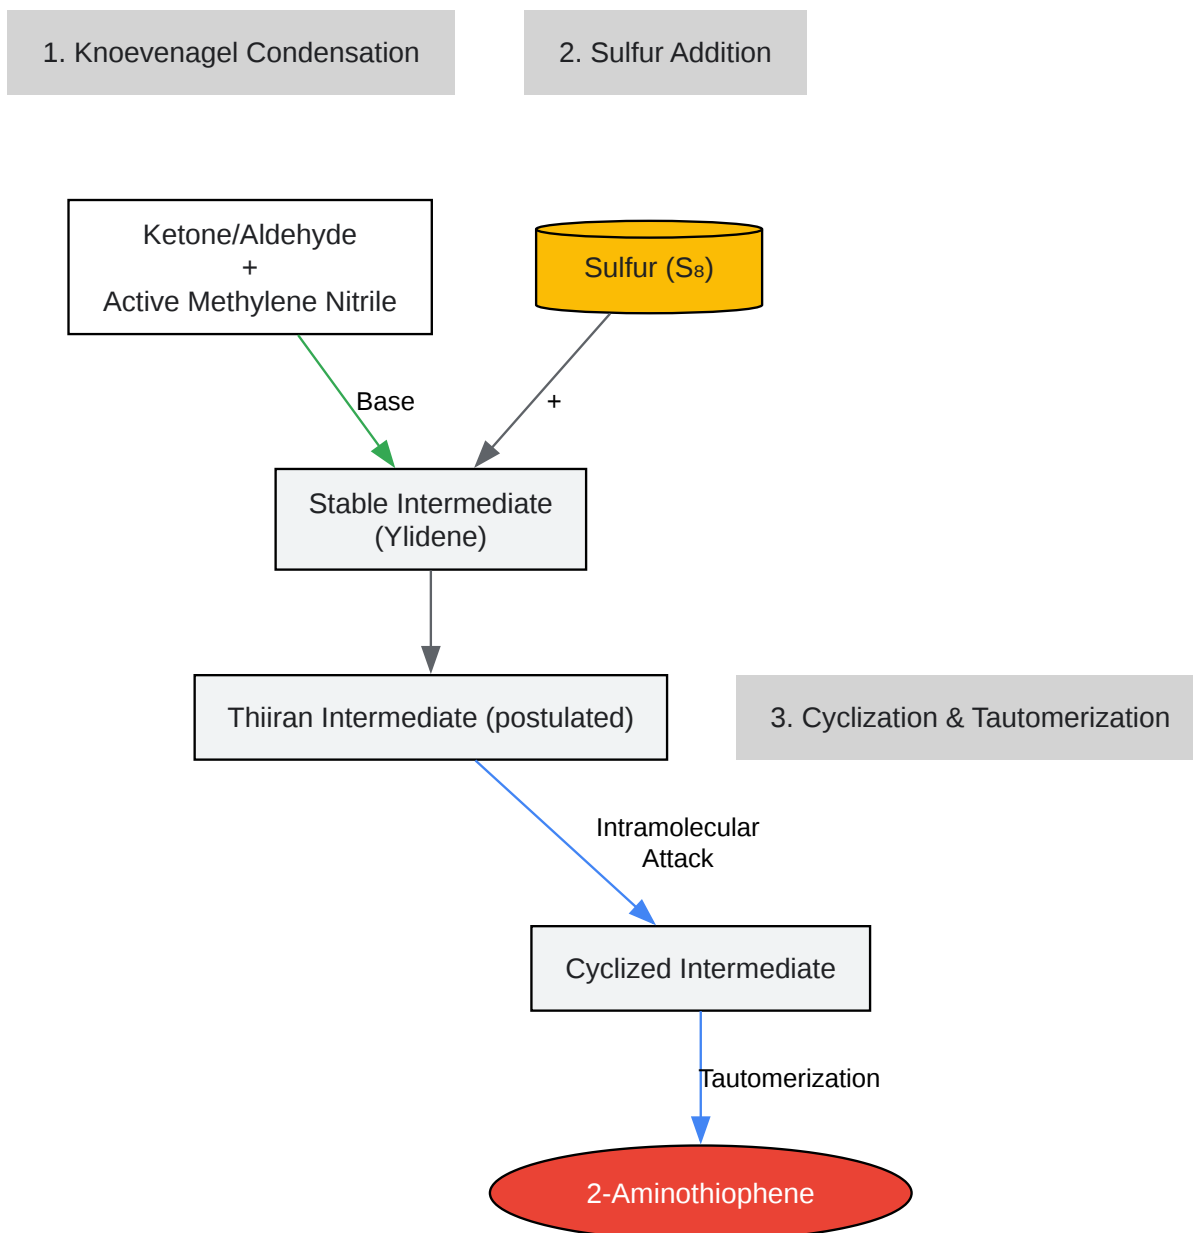 1. Knoevenagel Condensation
2. Sulfur Addition
Ketone/Aldehyde
+
Active Methylene Nitrile
Sulfur (S₈)
Base
+
Stable Intermediate
(Ylidene)
Thiiran Intermediate (postulated)
3. Cyclization & Tautomerization
Intramolecular
Attack
Cyclized Intermediate
Tautomerization
2-Aminothiophene